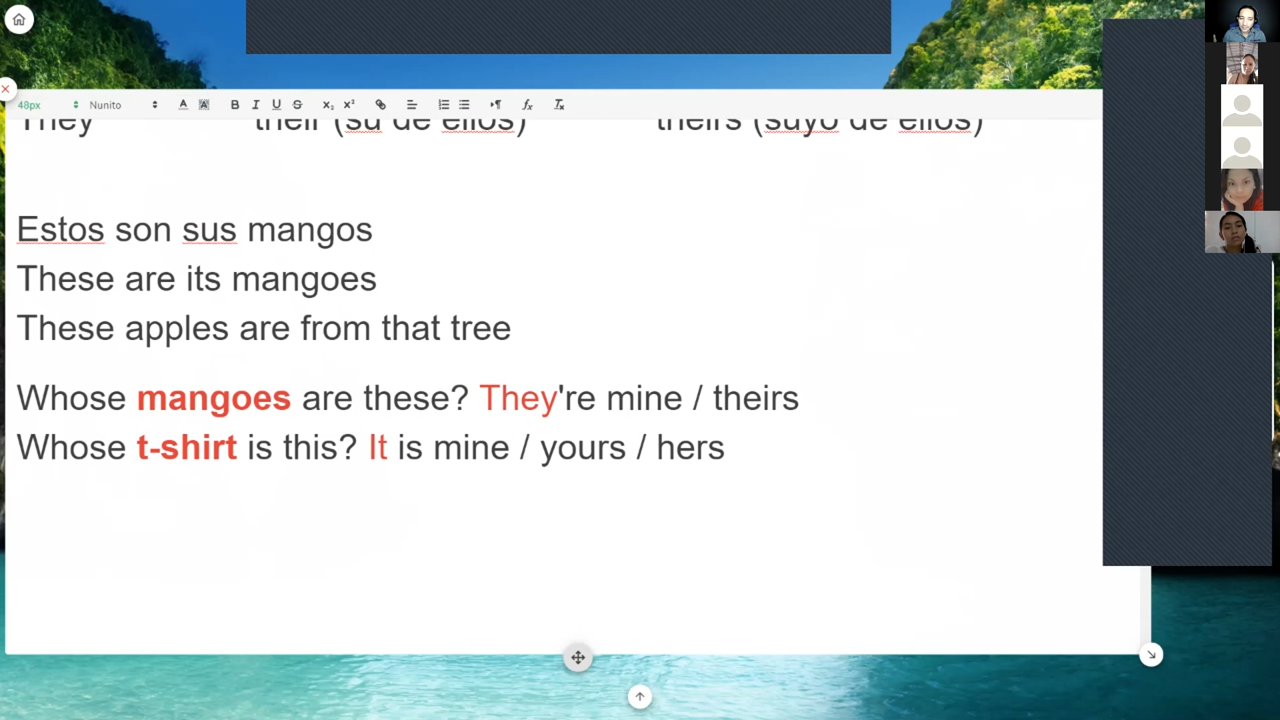 48px Nunito
They their (su de ellos) theirs (suyo de ellos)
Estos son sus mangos
These are its mangoes
These apples are from that tree
Whose mangoes are these? They're mine / theirs
Whose t-shirt is this? It is mine / yours / hers